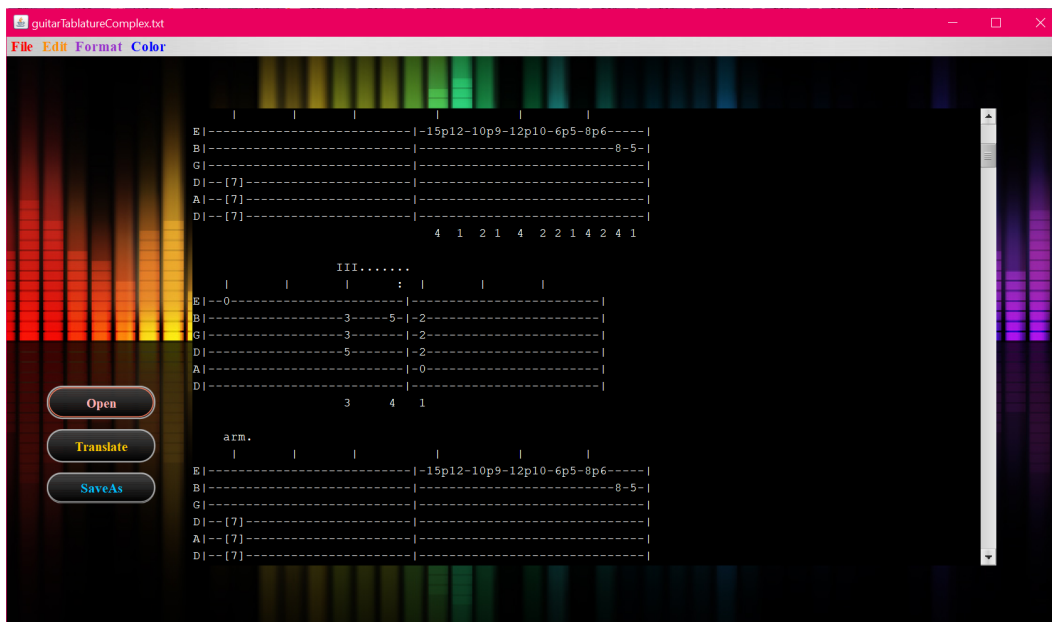 guitarTablatureComplex.txt
File Edit Format Color
    |       |       |          |          |        |
E|---------------------------|-15p12-10p9-12p10-6p5-8p6-----|
B|---------------------------|--------------------------8-5-|
G|---------------------------|------------------------------|
D|--[7]----------------------|------------------------------|
A|--[7]----------------------|------------------------------|
D|--[7]----------------------|------------------------------|
                                4  1  2 1  4  2 2 1 4 2 4 1
                   III.......
    |       |       |      :  |       |       |
E|--0-----------------------|-------------------------|
B|------------------3-----5-|-2-----------------------|
G|------------------3-------|-2-----------------------|
D|------------------5-------|-2-----------------------|
A|--------------------------|-0-----------------------|
D|--------------------------|-------------------------|
                    3     4   1
    arm.
    |       |       |          |          |        |
E|---------------------------|-15p12-10p9-12p10-6p5-8p6-----|
B|---------------------------|--------------------------8-5-|
G|---------------------------|------------------------------|
D|--[7]----------------------|------------------------------|
A|--[7]----------------------|------------------------------|
D|--[7]----------------------|------------------------------|
Open
Translate
SaveAs